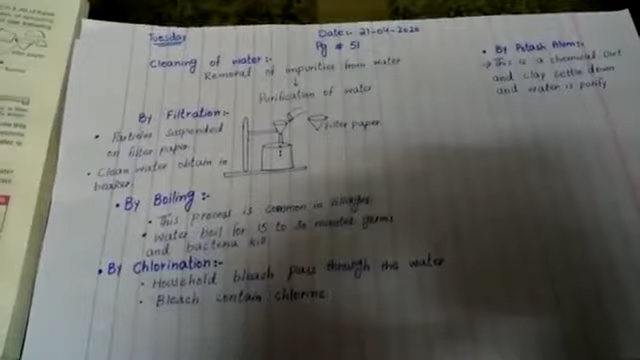 Tuesday
Date:- 21-04-2020
Pg # 51
Cleaning of water:-
Removal of impurities from water
↓
Purification of water
By Filtration:-
• Particles suspended
on filter paper
• Clean water obtain in
beaker
Filter paper
• By Boiling :-
• This process is common in villages
• Water boil for 15 to 30 minutes germs
and bacteria kill
• By Chlorination:-
• Household bleach pass through the water
• Bleach contain chlorine
• By Potash Alum:-
→ This is a chemical
and clay settle down
and water is purify